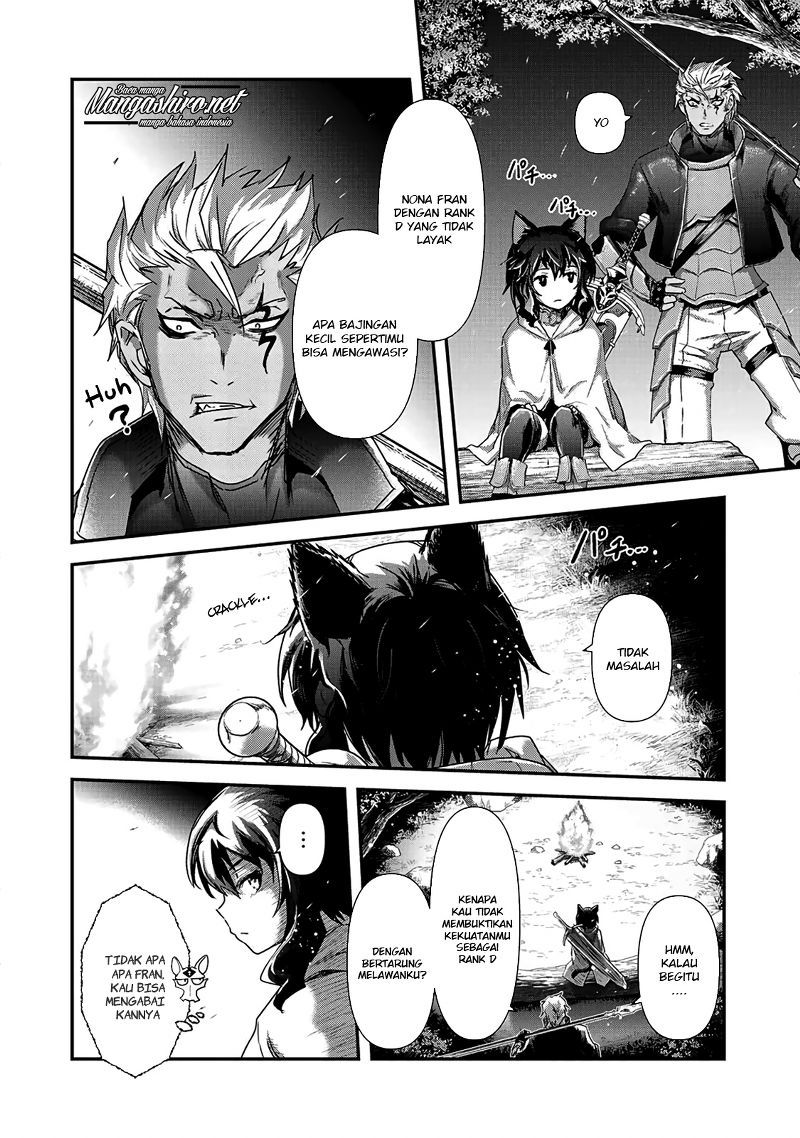 Baca manga
Mangashiro.net
manga bahasa indonesia
YO
パチ...
パチ...
NONA FRAN
DENGAN RANK
D YANG TIDAK
LAYAK
APA BAJINGAN
KECIL SEPERTIMU
BISA MENGAWASI?
Huh
?
パチ...
TIDAK
MASALAH
CRACKLE...
HMM,
KALAU
BEGITU
....
KENAPA
KAU TIDAK
MEMBUKTIKAN
KEKUATANMU
SEBAGAI
RANK D
DENGAN
BERTARUNG
MELAWANKU?
...
TIDAK APA
APA FRAN.
KAU BISA
MENGABAI
KANNYA